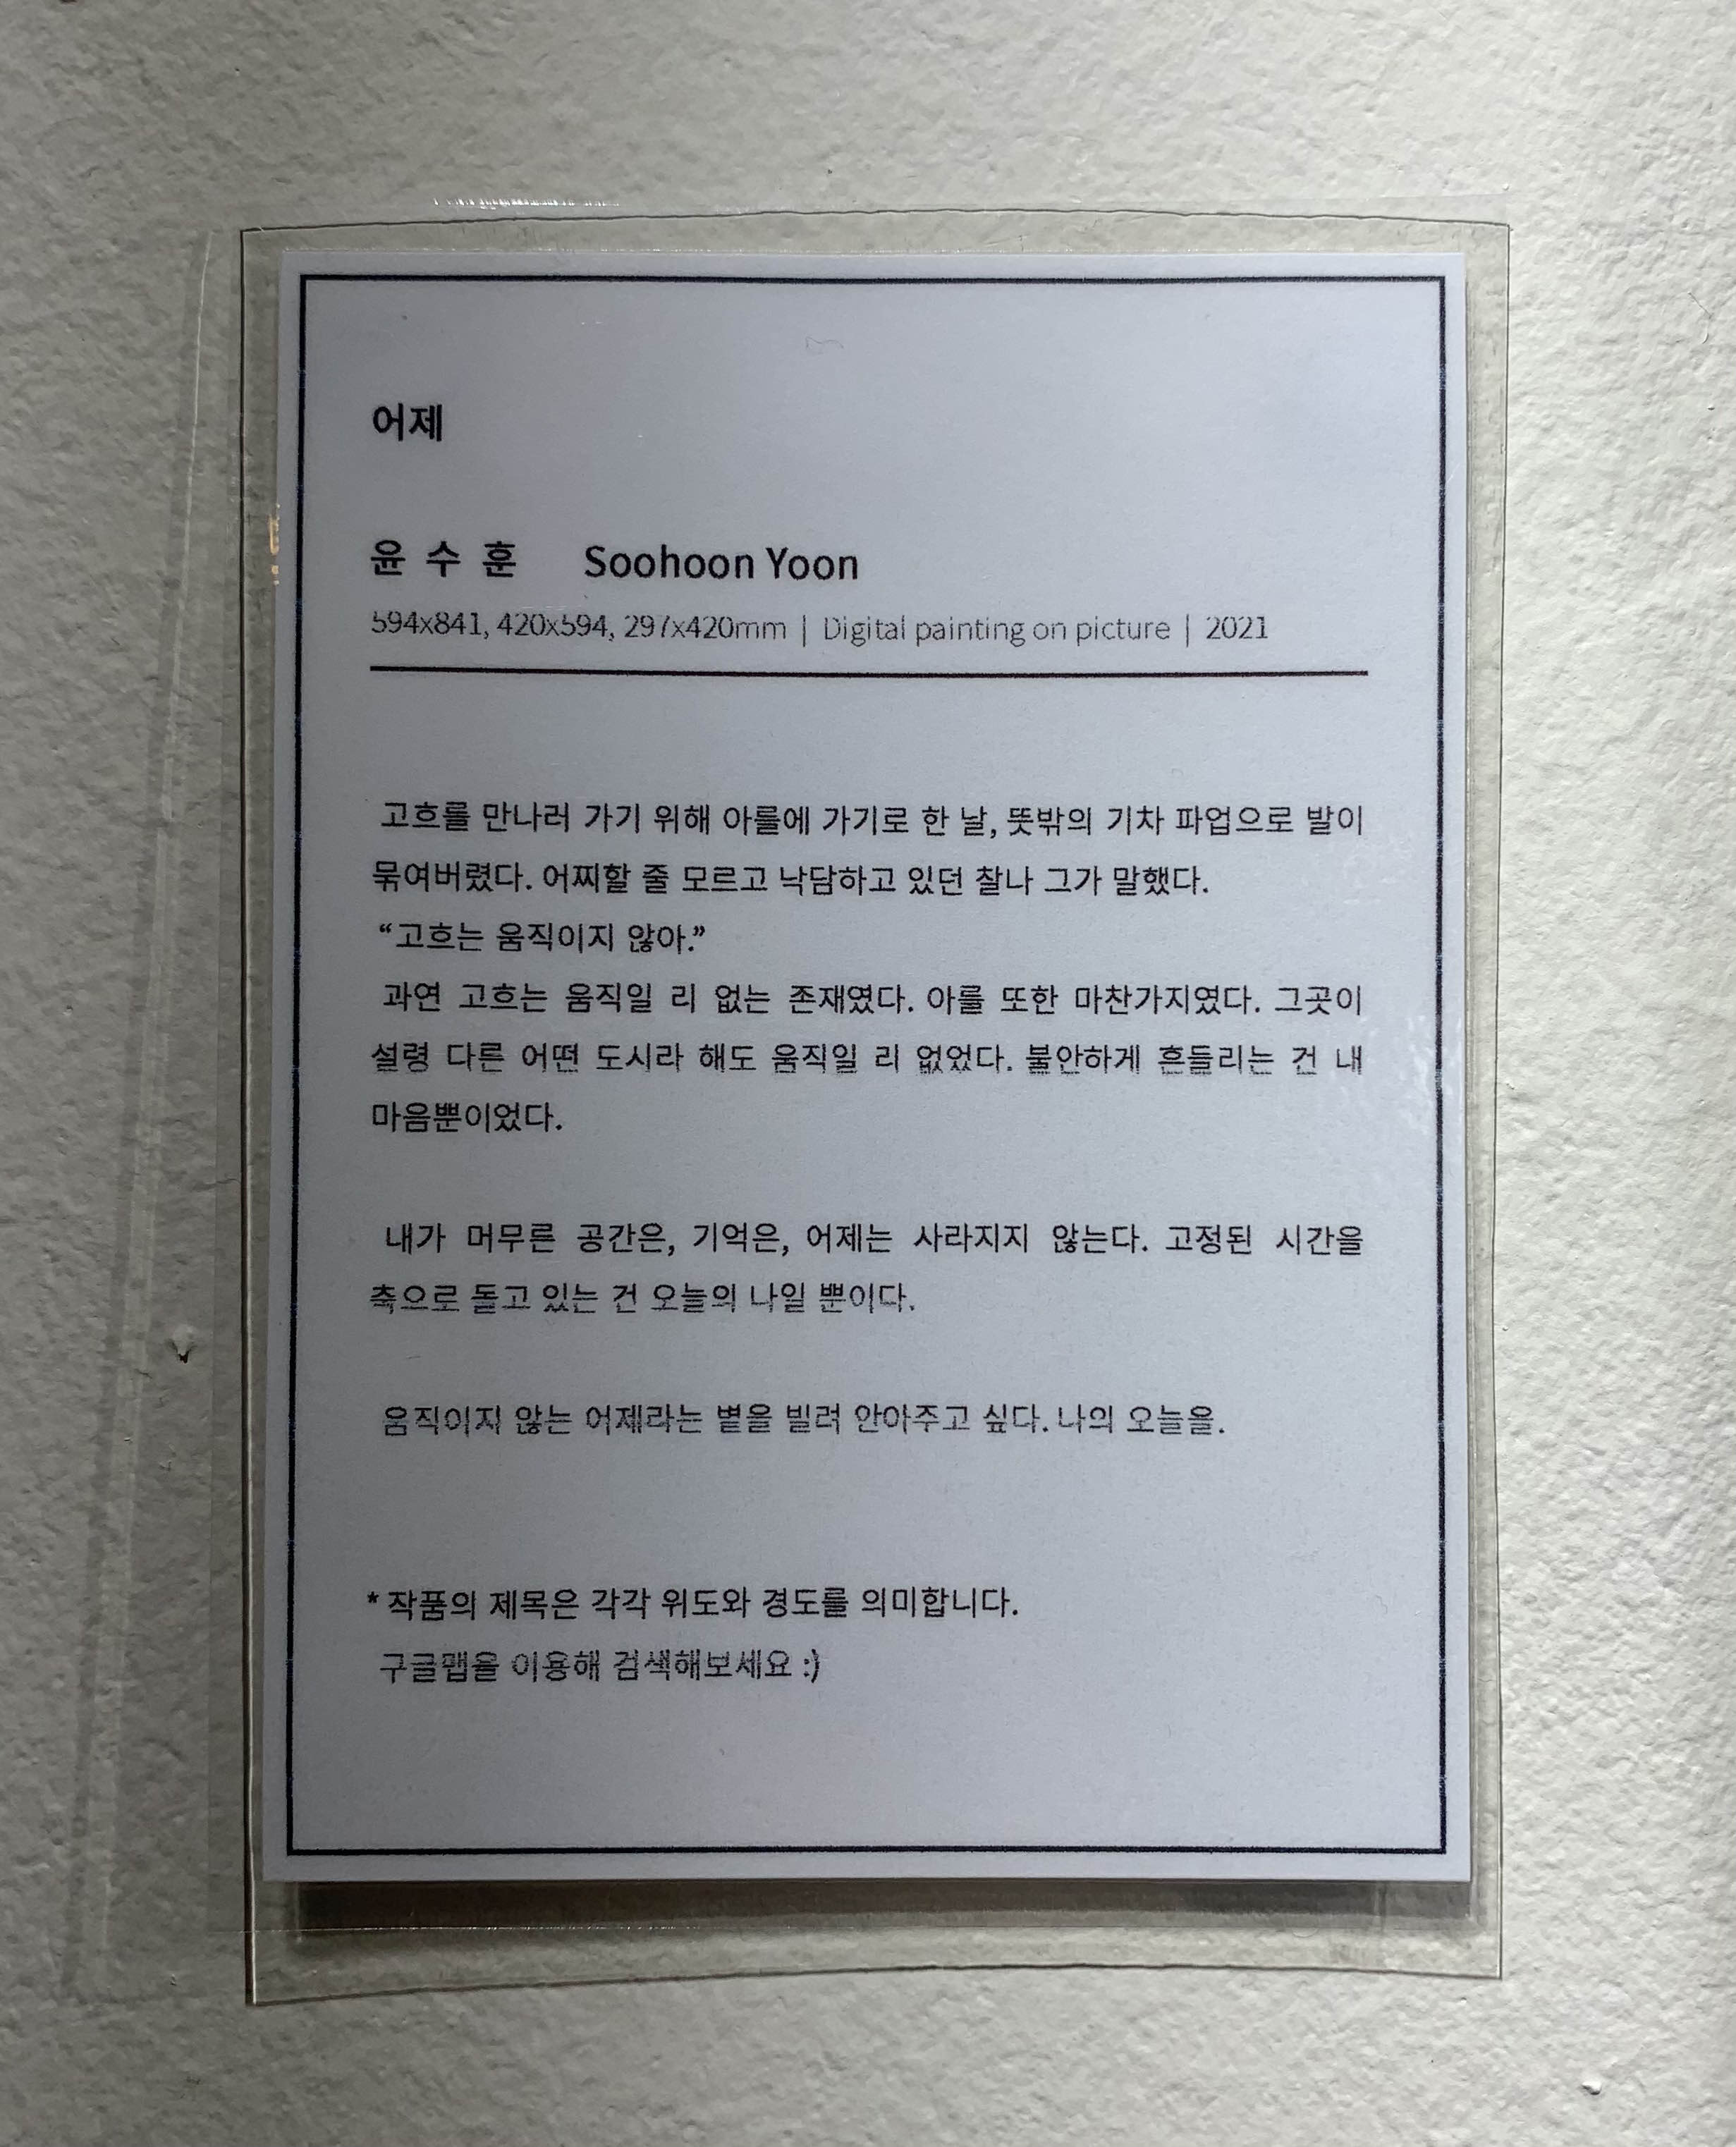 어제
윤 수 훈 Soohoon Yoon
594x841, 420x594, 297x420mm | Digital painting on picture | 2021
고흐를 만나러 가기 위해 아를에 가기로 한 날, 뜻밖의 기차 파업으로 발이
묶여버렸다. 어찌할 줄 모르고 낙담하고 있던 찰나 그가 말했다.
“고흐는 움직이지 않아.”
과연 고흐는 움직일 리 없는 존재였다. 아를 또한 마찬가지였다. 그곳이
설령 다른 어떤 도시라 해도 움직일 리 없었다. 불안하게 흔들리는 건 내
마음뿐이었다.
내가 머무른 공간은, 기억은, 어제는 사라지지 않는다. 고정된 시간을
축으로 돌고 있는 건 오늘의 나일 뿐이다.
움직이지 않는 어제라는 볕을 빌려 안아주고 싶다. 나의 오늘을.
* 작품의 제목은 각각 위도와 경도를 의미합니다.
구글맵을 이용해 검색해보세요 :)